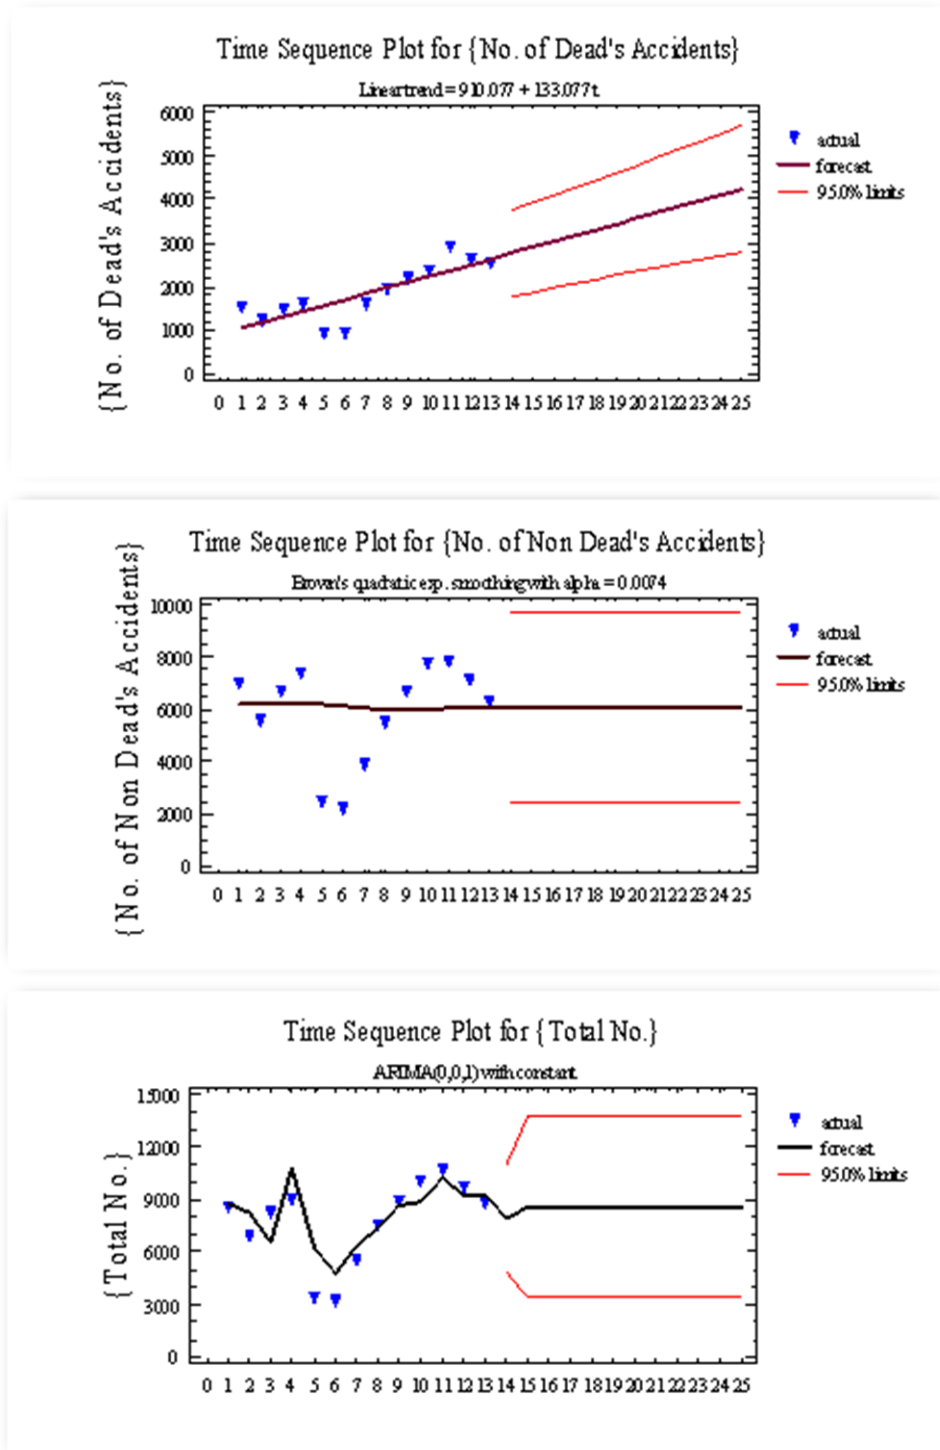 Time Sequence Plot for {No. of Dead's Accidents}
Linear trend = 910.077 + 133.077 t
{No. of Dead's Accidents}
6000
5000
4000
3000
2000
1000
0
0 1 2 3 4 5 6 7 8 9 10 11 12 13 14 15 16 17 18 19 20 21 22 23 24 25
actual
forecast
95.0% limits
Time Sequence Plot for {No. of Non Dead's Accidents}
Brown's quadratic exp. smoothing with alpha = 0.0074
{No. of Non Dead's Accidents}
10000
8000
6000
4000
2000
0
0 1 2 3 4 5 6 7 8 9 10 11 12 13 14 15 16 17 18 19 20 21 22 23 24 25
actual
forecast
95.0% limits
Time Sequence Plot for {Total No.}
ARIMA(0,0,1) with constant
{Total No.}
15000
12000
9000
6000
3000
0
0 1 2 3 4 5 6 7 8 9 10 11 12 13 14 15 16 17 18 19 20 21 22 23 24 25
actual
forecast
95.0% limits